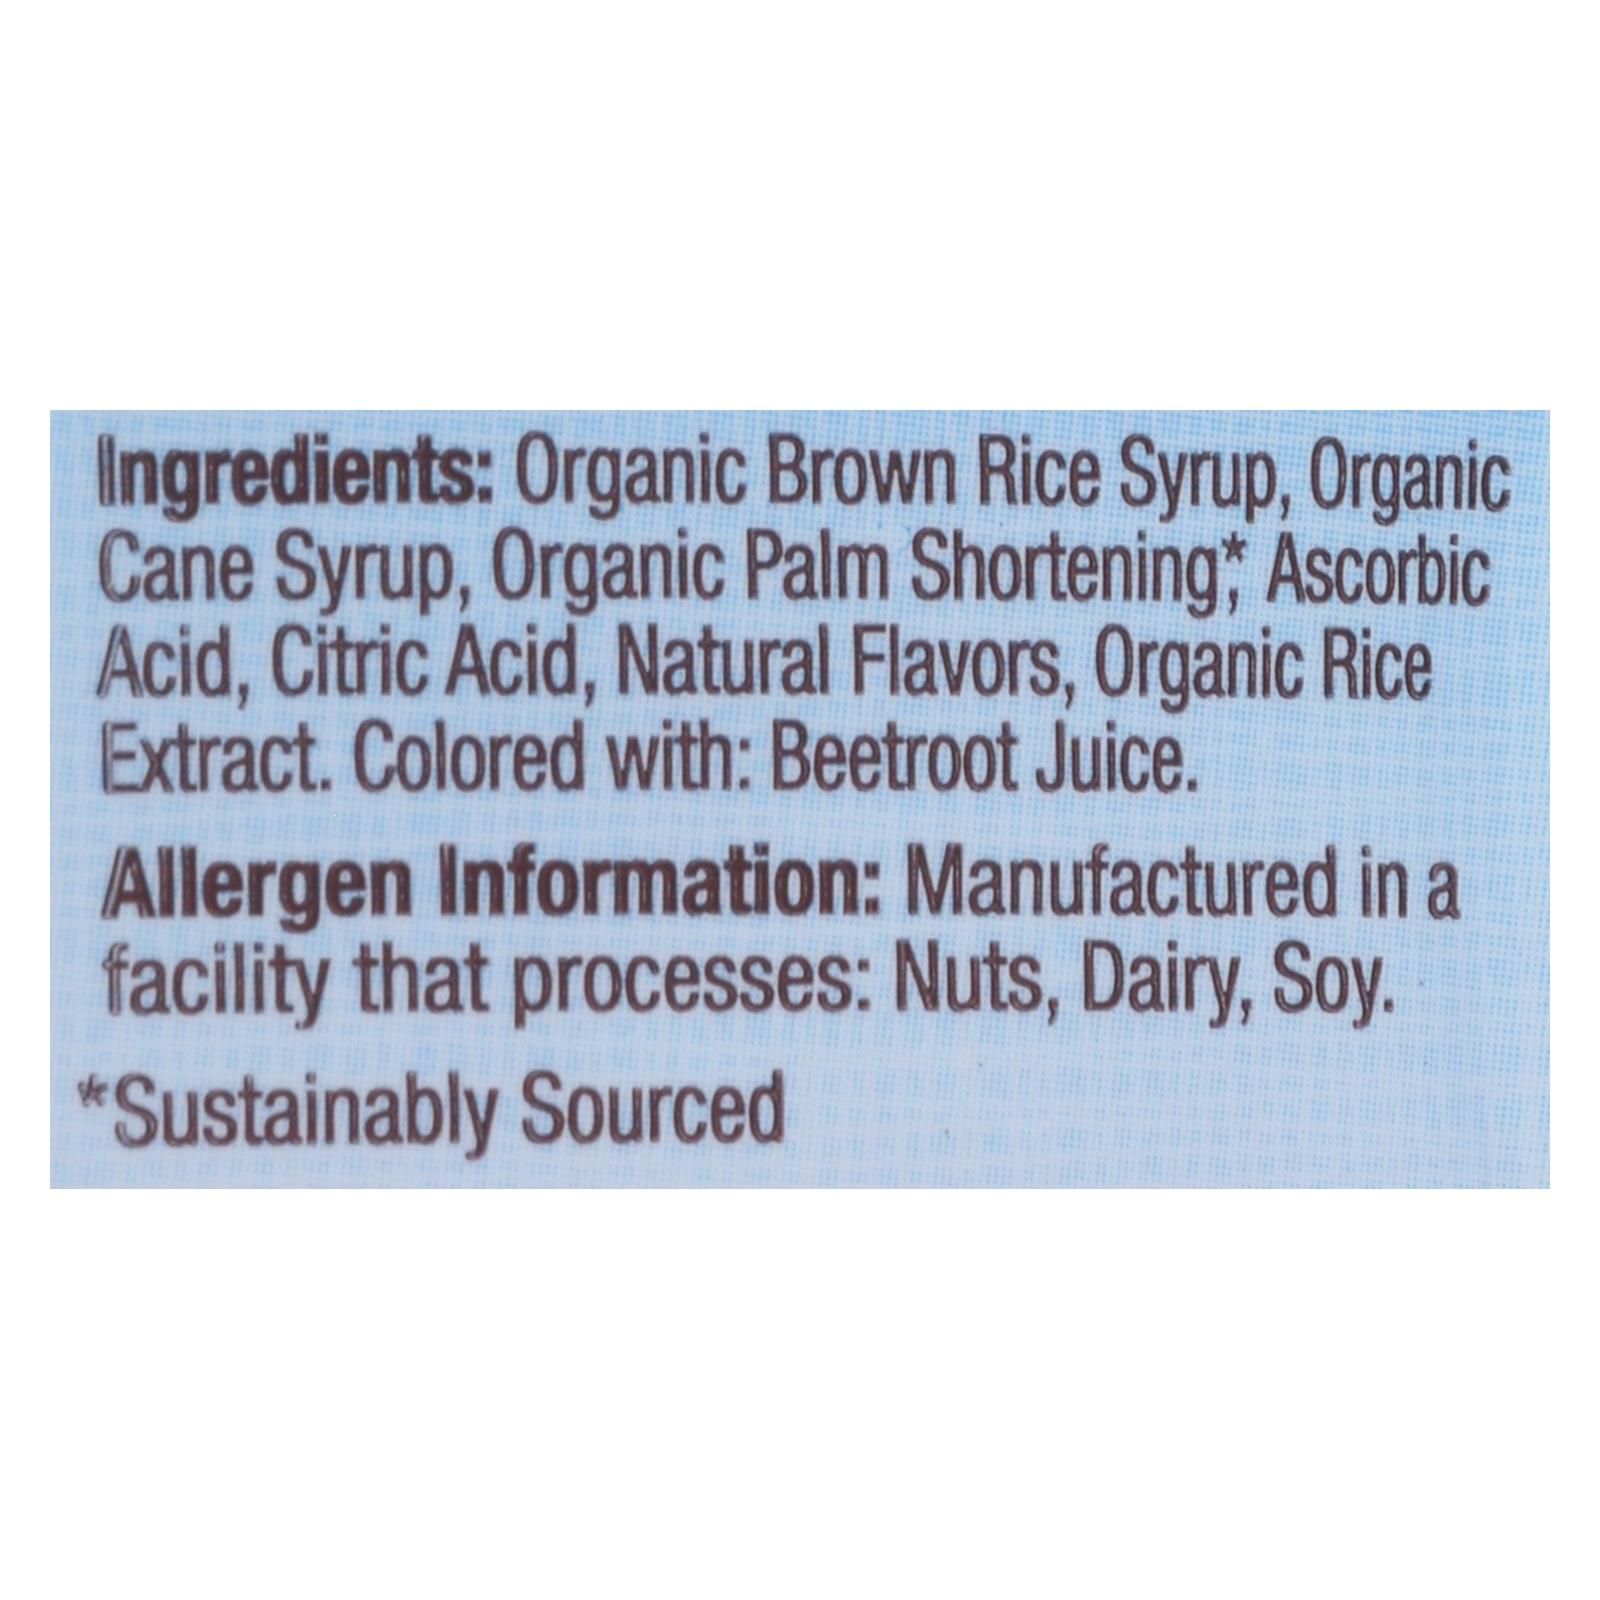 Ingredients: Organic Brown Rice Syrup, Organic
Cane Syrup, Organic Palm Shortening*, Ascorbic
Acid, Citric Acid, Natural Flavors, Organic Rice
Extract. Colored with: Beetroot Juice.
Allergen Information: Manufactured in a
facility that processes: Nuts, Dairy, Soy.
*Sustainably Sourced